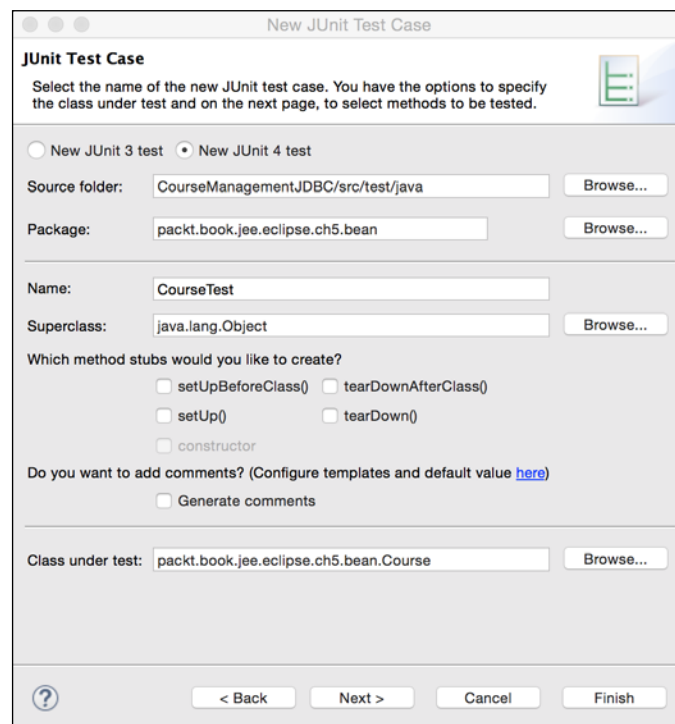 New JUnit Test Case
JUnit Test Case
Select the name of the new JUnit test case. You have the options to specify
the class under test and on the next page, to select methods to be tested.
New JUnit 3 test New JUnit 4 test
Source folder: CourseManagementJDBC/src/test/java Browse...
Package: packt.book.jee.eclipse.ch5.bean Browse...
Name: CourseTest
Superclass: java.lang.Object Browse...
Which method stubs would you like to create?
setUpBeforeClass() tearDownAfterClass()
setUp() tearDown()
constructor
Do you want to add comments? (Configure templates and default value here)
Generate comments
Class under test: packt.book.jee.eclipse.ch5.bean.Course Browse...
? < Back Next > Cancel Finish